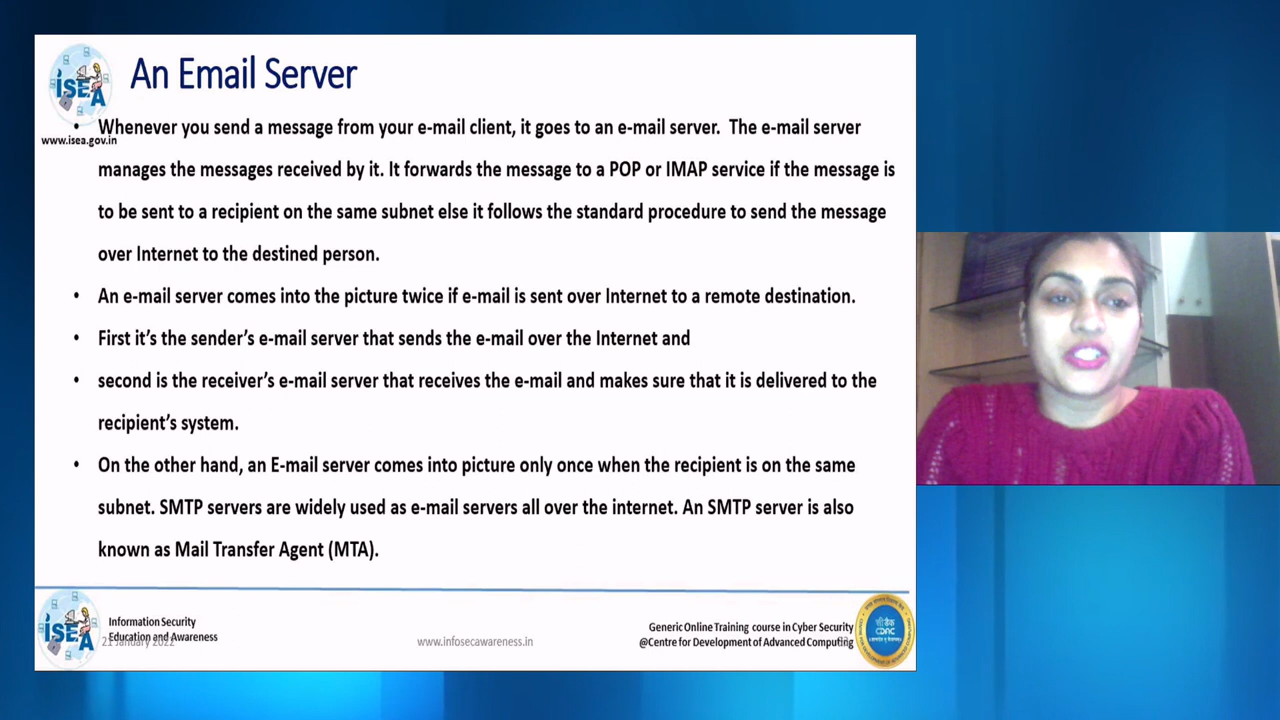 An Email Server
iSEA
www.isea.gov.in
• Whenever you send a message from your e-mail client, it goes to an e-mail server. The e-mail server
manages the messages received by it. It forwards the message to a POP or IMAP service if the message is
to be sent to a recipient on the same subnet else it follows the standard procedure to send the message
over Internet to the destined person.
• An e-mail server comes into the picture twice if e-mail is sent over Internet to a remote destination.
• First it’s the sender’s e-mail server that sends the e-mail over the Internet and
• second is the receiver’s e-mail server that receives the e-mail and makes sure that it is delivered to the
recipient’s system.
• On the other hand, an E-mail server comes into picture only once when the recipient is on the same
subnet. SMTP servers are widely used as e-mail servers all over the internet. An SMTP server is also
known as Mail Transfer Agent (MTA).
iSEA
Information Security
Education and Awareness
21 January 2022
www.infosecawareness.in
Generic Online Training course in Cyber Security
@Centre for Development of Advanced Computing
सी डैक
CDAC